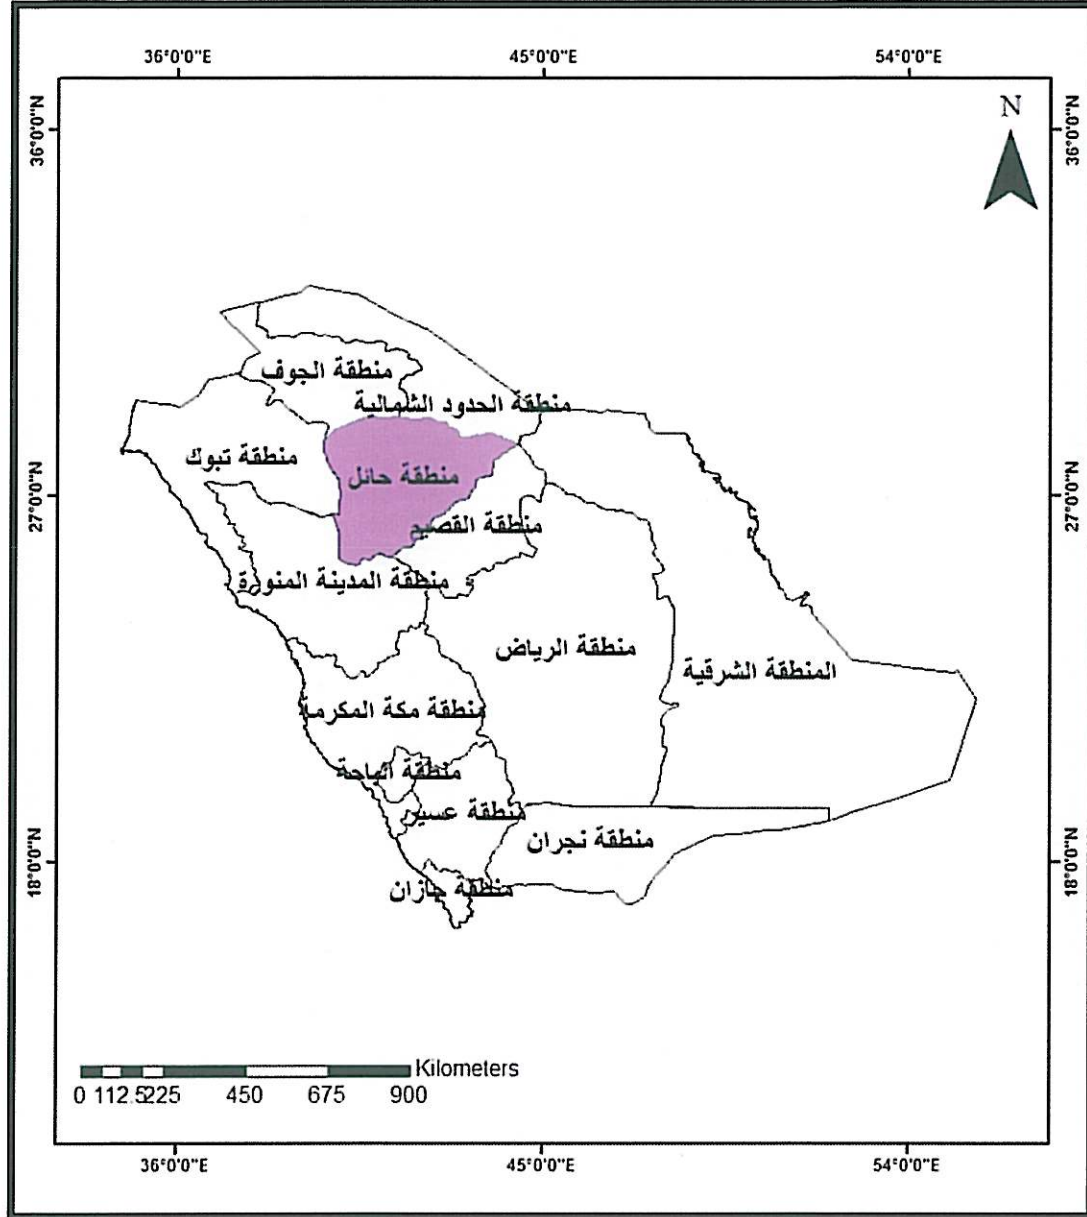 36°0'0"E 45°0'0"E 54°0'0"E
36°0'0"N 36°0'0"N
N
منطقة الجوف
منطقة الحدود الشمالية
منطقة تبوك
منطقة حائل
27°0'0"N 27°0'0"N
منطقة القصيم
منطقة المدينة المنورة
منطقة الرياض
المنطقة الشرقية
منطقة مكة المكرمة
منطقة الباحة
منطقة عسير
منطقة نجران
18°0'0"N 18°0'0"N
منطقة جازان
Kilometers
0 112.5225 450 675 900
36°0'0"E 45°0'0"E 54°0'0"E